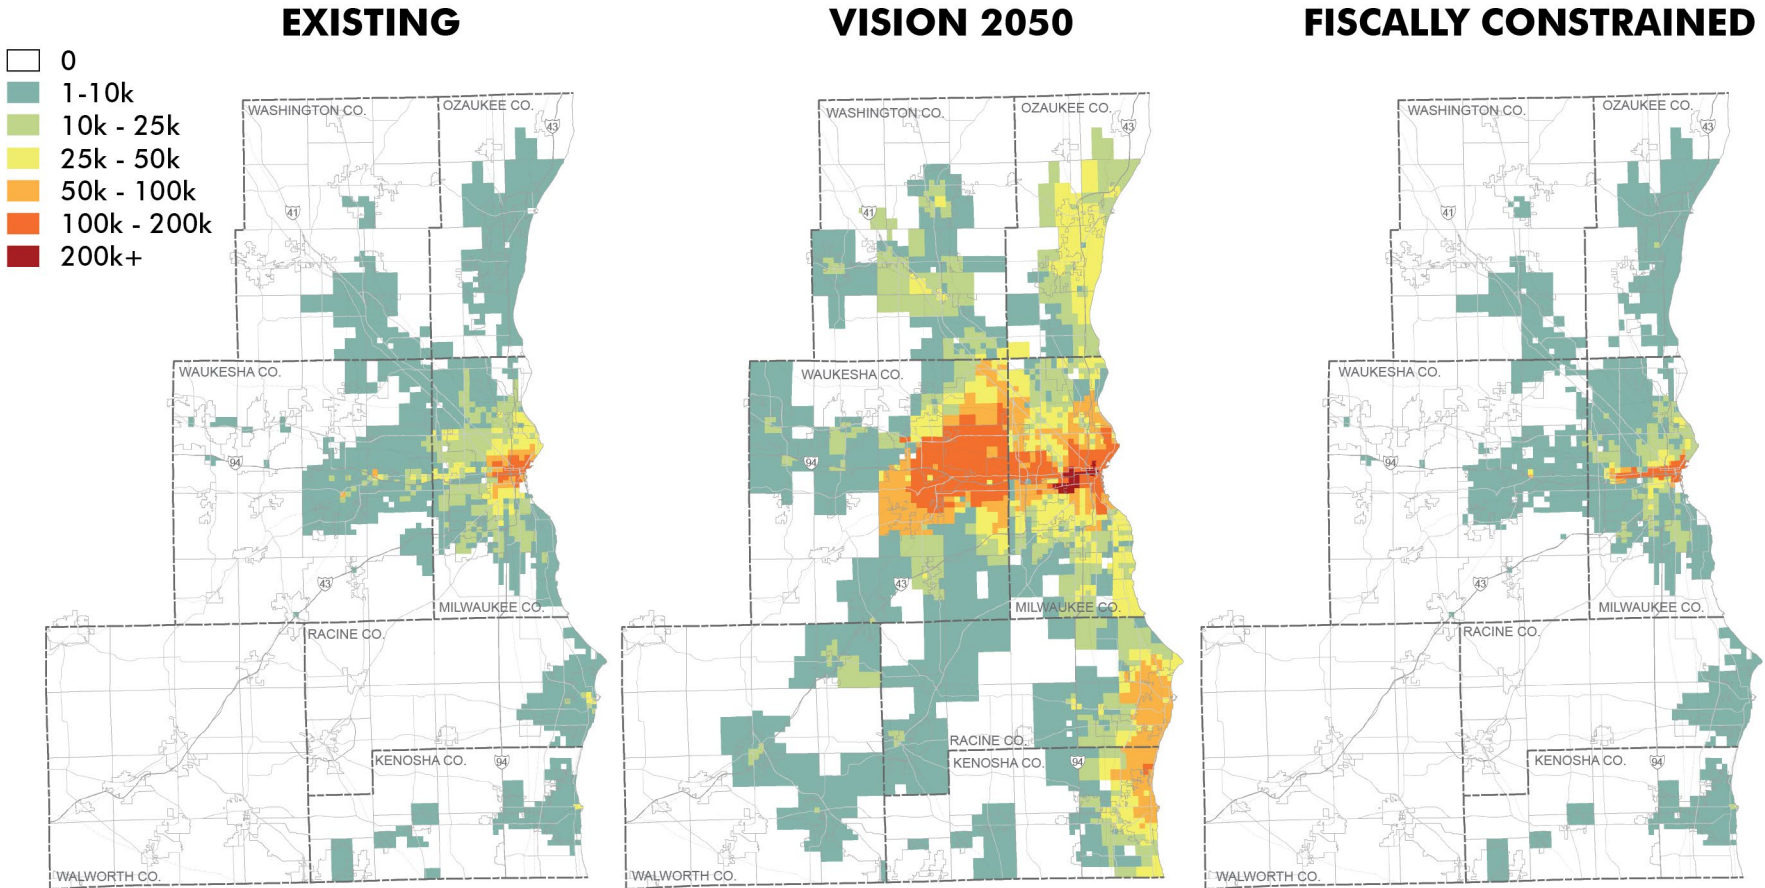 EXISTING
VISION 2050
FISCALLY CONSTRAINED
0
1-10k
10k - 25k
25k - 50k
50k - 100k
100k - 200k
200k+
WASHINGTON CO.
OZAUKEE CO.
43
41
WAUKESHA CO.
94
43
MILWAUKEE CO.
RACINE CO.
KENOSHA CO.
94
WALWORTH CO.
WASHINGTON CO.
OZAUKEE CO.
43
41
WAUKESHA CO.
94
43
MILWAUKEE CO.
RACINE CO.
KENOSHA CO.
94
WALWORTH CO.
WASHINGTON CO.
OZAUKEE CO.
43
41
WAUKESHA CO.
94
43
MILWAUKEE CO.
RACINE CO.
KENOSHA CO.
94
WALWORTH CO.